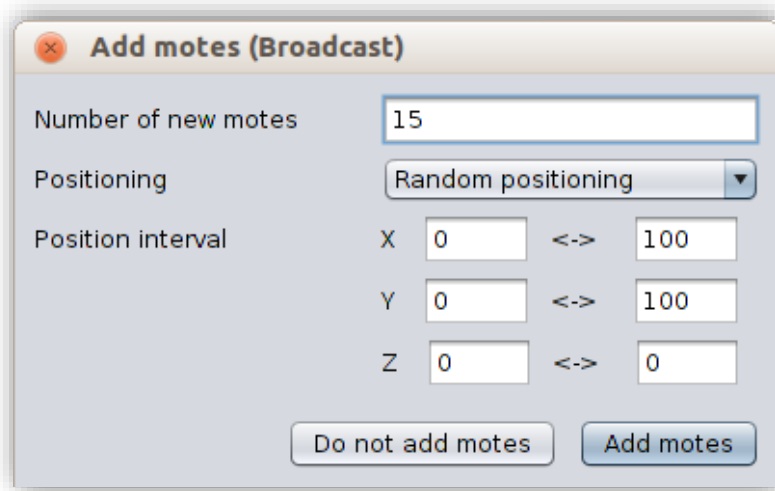 Add motes (Broadcast)
Number of new motes 15
Positioning Random positioning
Position interval X 0 <-> 100
Y 0 <-> 100
Z 0 <-> 0
Do not add motes Add motes